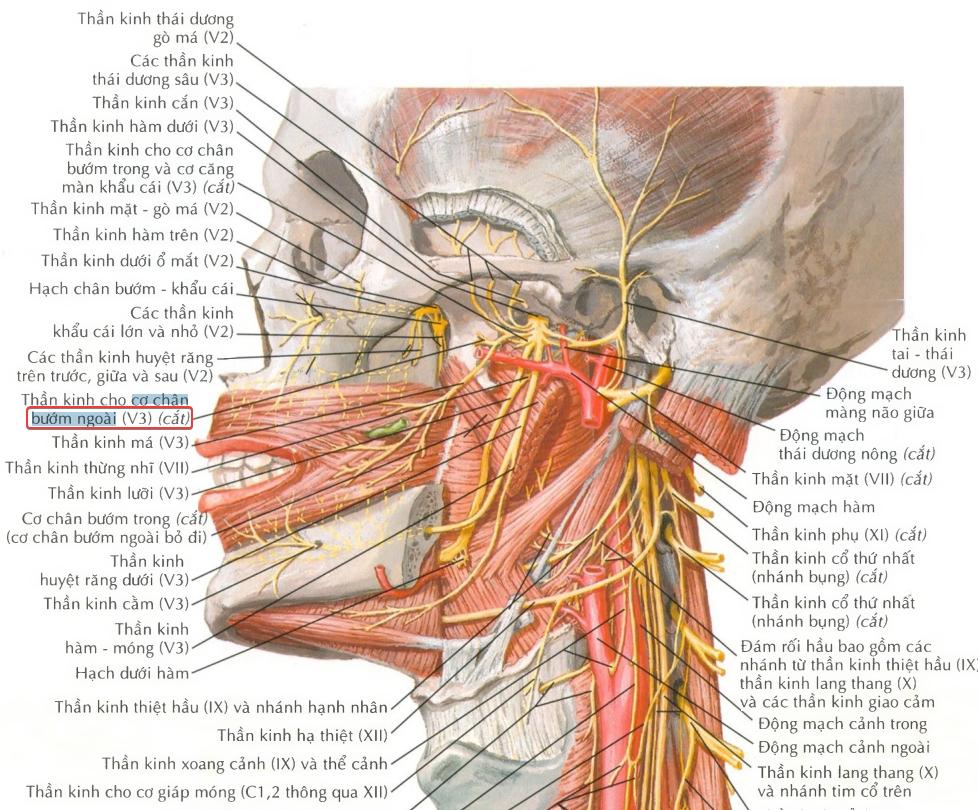 Thần kinh thái dương
gò má (V2)
Các thần kinh
thái dương sâu (V3)
Thần kinh cắn (V3)
Thần kinh hàm dưới (V3)
Thần kinh cho cơ chân
bướm trong và cơ căng
màn khẩu cái (V3) (cắt)
Thần kinh mặt - gò má (V2)
Thần kinh hàm trên (V2)
Thần kinh dưới ổ mắt (V2)
Hạch chân bướm - khẩu cái
Các thần kinh
khẩu cái lớn và nhỏ (V2)
Các thần kinh huyệt răng
trên trước, giữa và sau (V2)
Thần kinh cho cơ chân
bướm ngoài (V3) (cắt)
Thần kinh má (V3)
Thần kinh thừng nhĩ (VII)
Thần kinh lưỡi (V3)
Cơ chân bướm trong (cắt)
(cơ chân bướm ngoài bỏ đi)
Thần kinh
huyệt răng dưới (V3)
Thần kinh cằm (V3)
Thần kinh
hàm - móng (V3)
Hạch dưới hàm
Thần kinh thiệt hầu (IX) và nhánh hạnh nhân
Thần kinh hạ thiệt (XII)
Thần kinh xoang cảnh (IX) và thể cảnh
Thần kinh cho cơ giáp móng (C1,2 thông qua XII)
Thần kinh
tai - thái
dương (V3)
Động mạch
màng não giữa
Động mạch
thái dương nông (cắt)
Thần kinh mặt (VII) (cắt)
Động mạch hàm
Thần kinh phụ (XI) (cắt)
Thần kinh cổ thứ nhất
(nhánh bụng) (cắt)
Thần kinh cổ thứ nhất
(nhánh bụng) (cắt)
Đám rối hầu bao gồm các
nhánh từ thần kinh thiệt hầu (IX)
thần kinh lang thang (X)
và các thần kinh giao cảm
Động mạch cảnh trong
Động mạch cảnh ngoài
Thần kinh lang thang (X)
và nhánh tim cổ trên